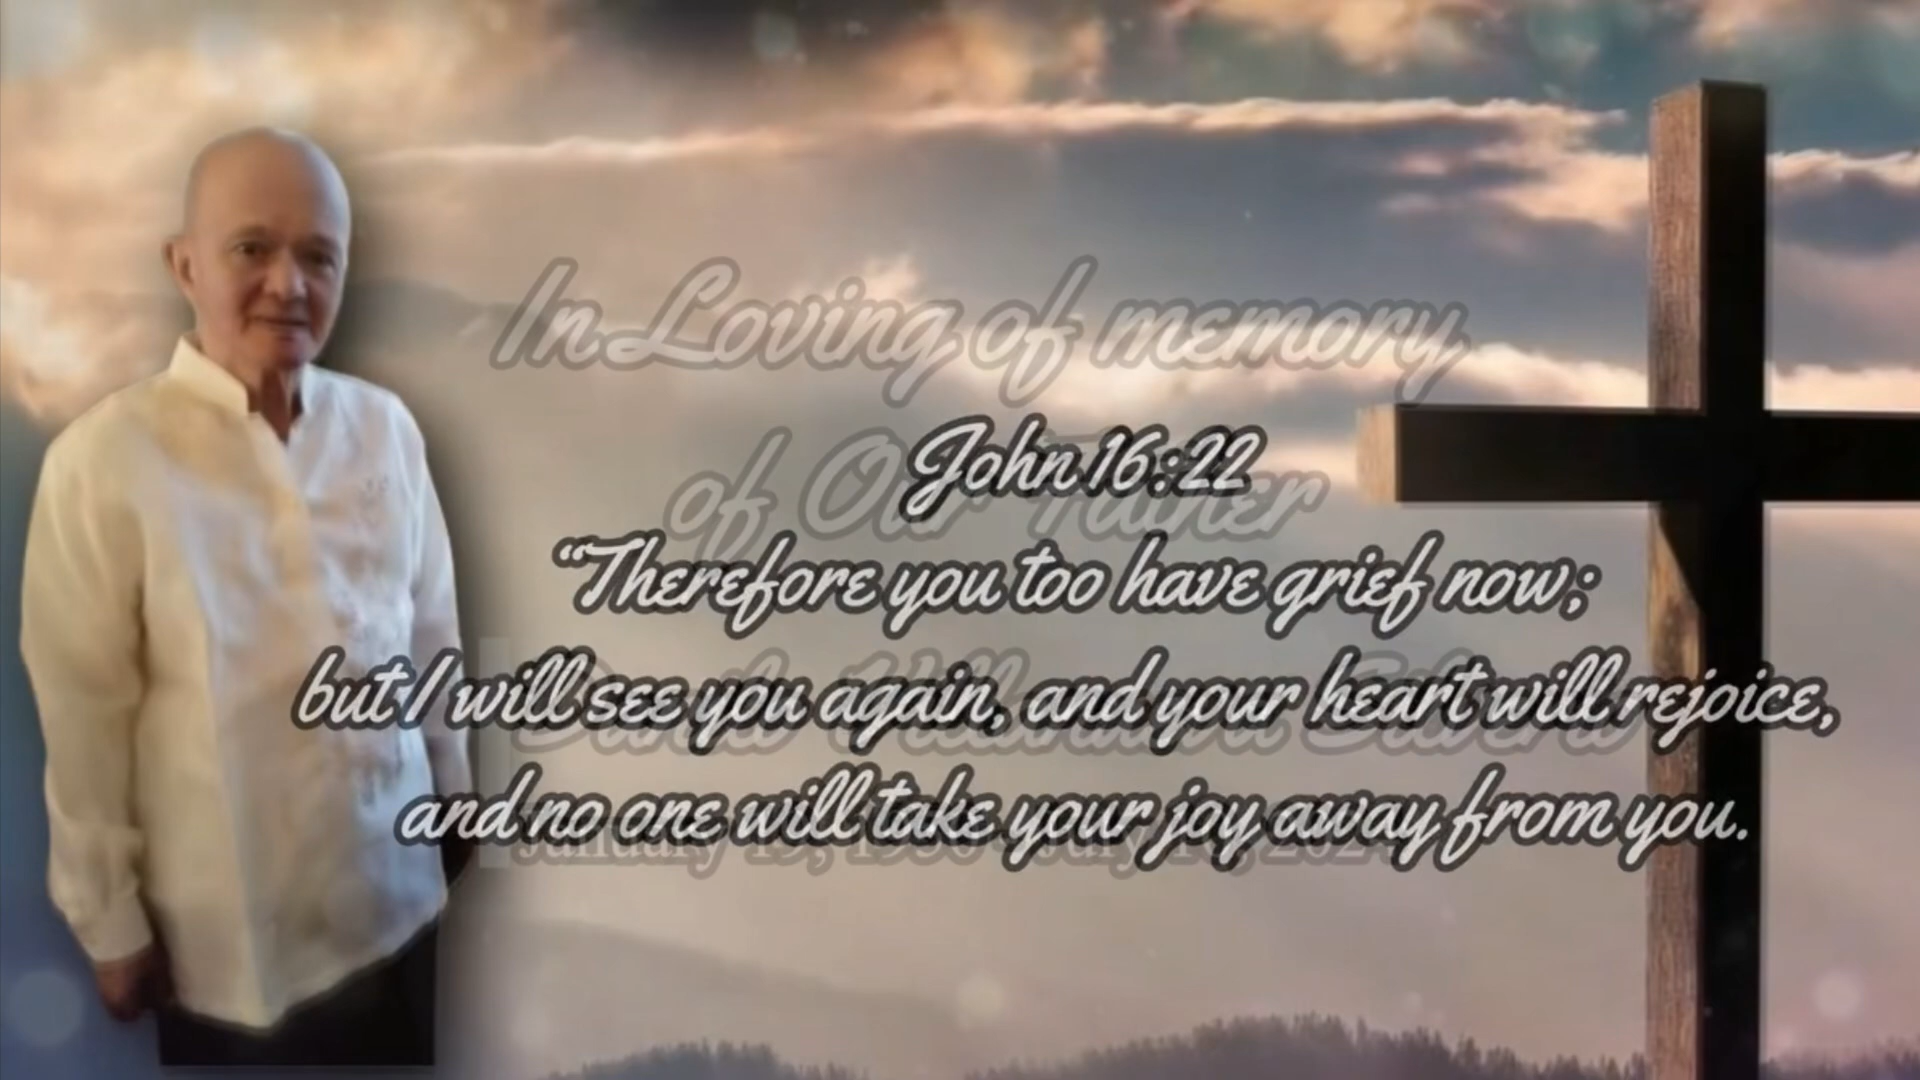 In Loving of memory
of Our Father
John 16:22
“Therefore you too have grief now;
but I will see you again, and your heart will rejoice,
and no one will take your joy away from you.
January